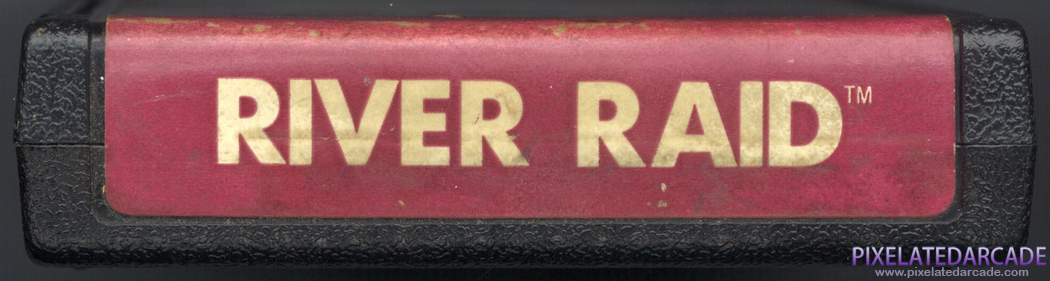 RIVER RAID™
PIXELATEDARCADE
www.pixelatedarcade.com